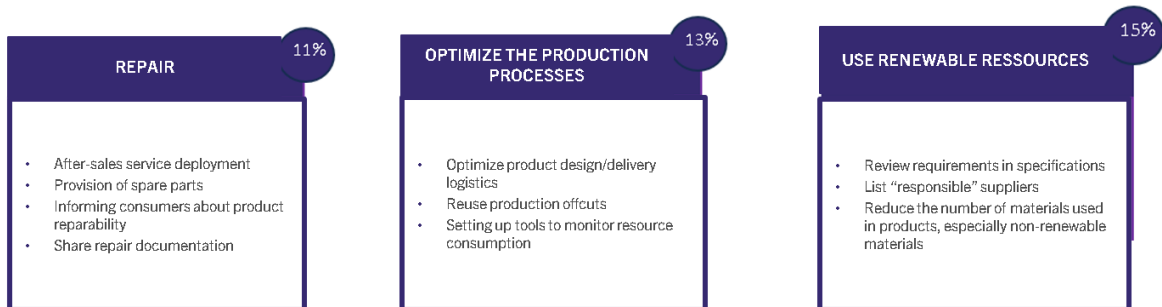 11%
REPAIR
• After-sales service deployment
• Provision of spare parts
• Informing consumers about product
reparability
• Share repair documentation
13%
OPTIMIZE THE PRODUCTION
PROCESSES
• Optimize product design/delivery
logistics
• Reuse production offcuts
• Setting up tools to monitor resource
consumption
15%
USE RENEWABLE RESSOURCES
• Review requirements in specifications
• List “responsible” suppliers
• Reduce the number of materials used
in products, especially non-renewable
materials